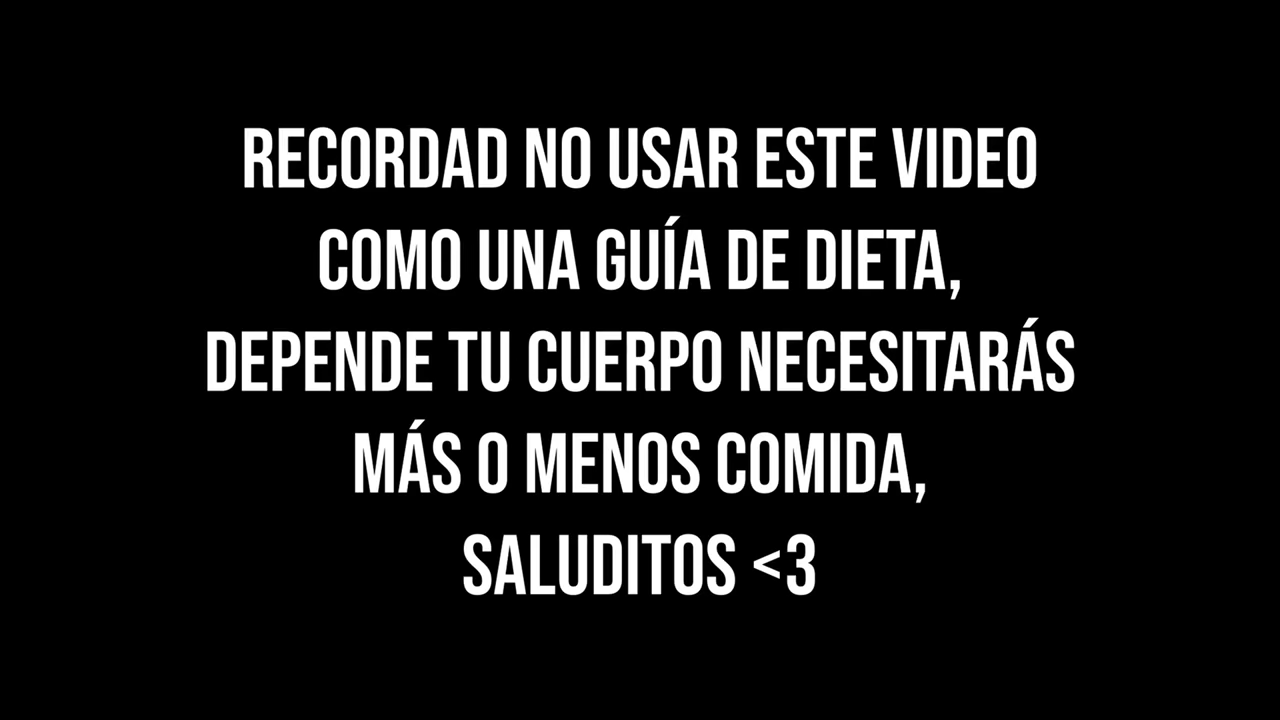 RECORDAD NO USAR ESTE VIDEO
COMO UNA GUÍA DE DIETA,
DEPENDE TU CUERPO NECESITARÁS
MÁS O MENOS COMIDA,
SALUDITOS <3